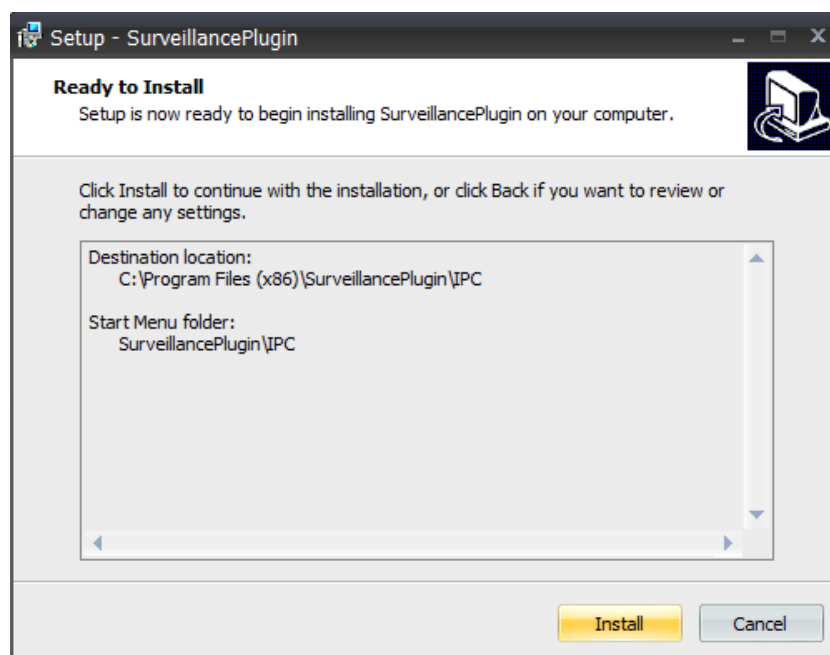 Setup - SurveillancePlugin
Ready to Install
Setup is now ready to begin installing SurveillancePlugin on your computer.
Click Install to continue with the installation, or click Back if you want to review or
change any settings.
Destination location:
C:\Program Files (x86)\SurveillancePlugin\IPC
Start Menu folder:
SurveillancePlugin\IPC
Install
Cancel